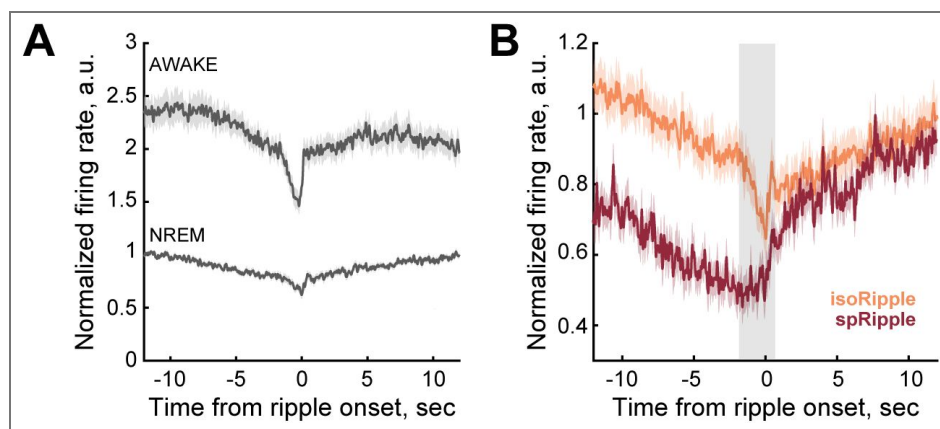 A
Normalized firing rate, a.u.
3
2.5
2
1.5
1
0.5
0
AWAKE
NREM
-10 -5 0 5 10
Time from ripple onset, sec
B
Normalized firing rate, a.u.
1.2
1
0.8
0.6
0.4
isoRipple
spRipple
-10 -5 0 5 10
Time from ripple onset, sec